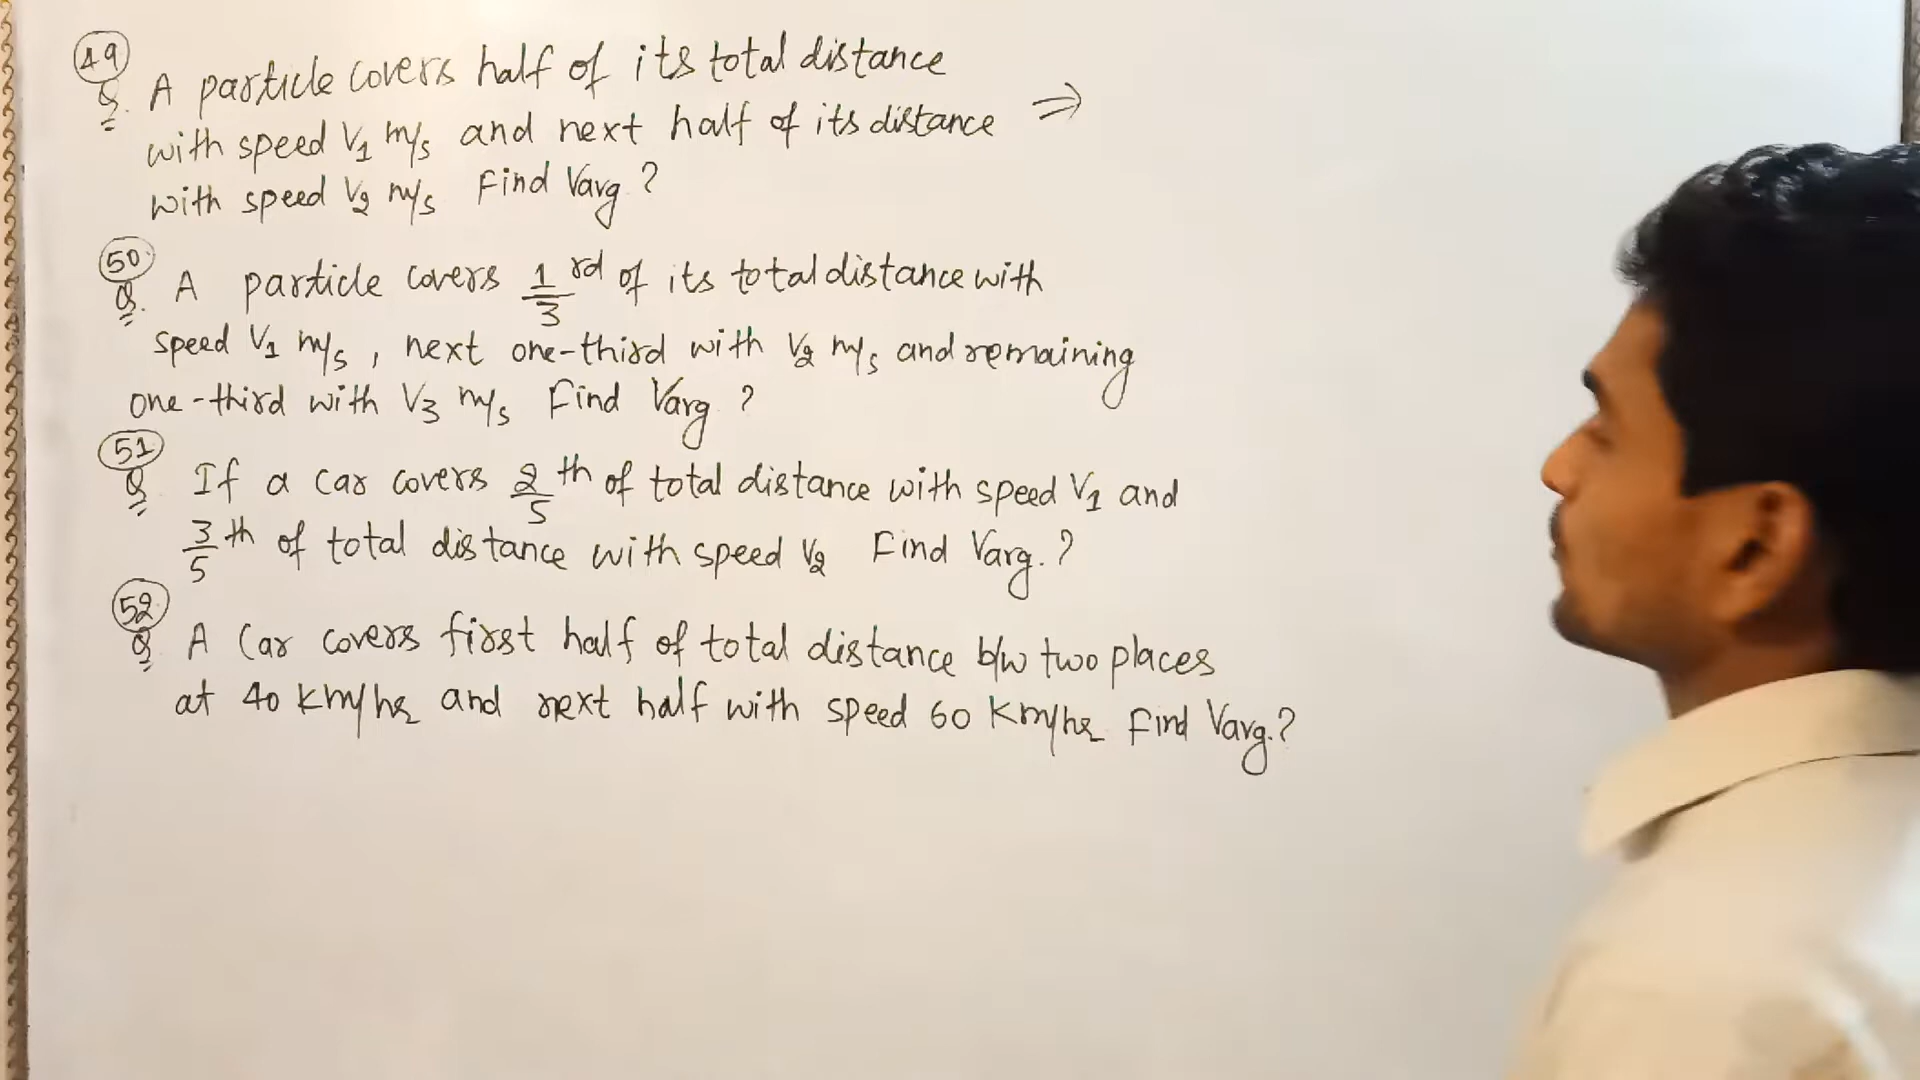 49
Q. A particle covers half of its total distance
with speed V1 m/s and next half of its distance ⇒
with speed V2 m/s Find Varg ?
50
Q. A particle covers 1/3 rd of its total distance with
speed V1 m/s , next one-third with V2 m/s and remaining
one-third with V3 m/s Find Varg ?
51
Q If a car covers 2/5 th of total distance with speed V1 and
3/5 th of total distance with speed V2 Find Varg. ?
52
Q A Car covers first half of total distance b/w two places
at 40 Km/hr and next half with speed 60 Km/hr Find Varg. ?